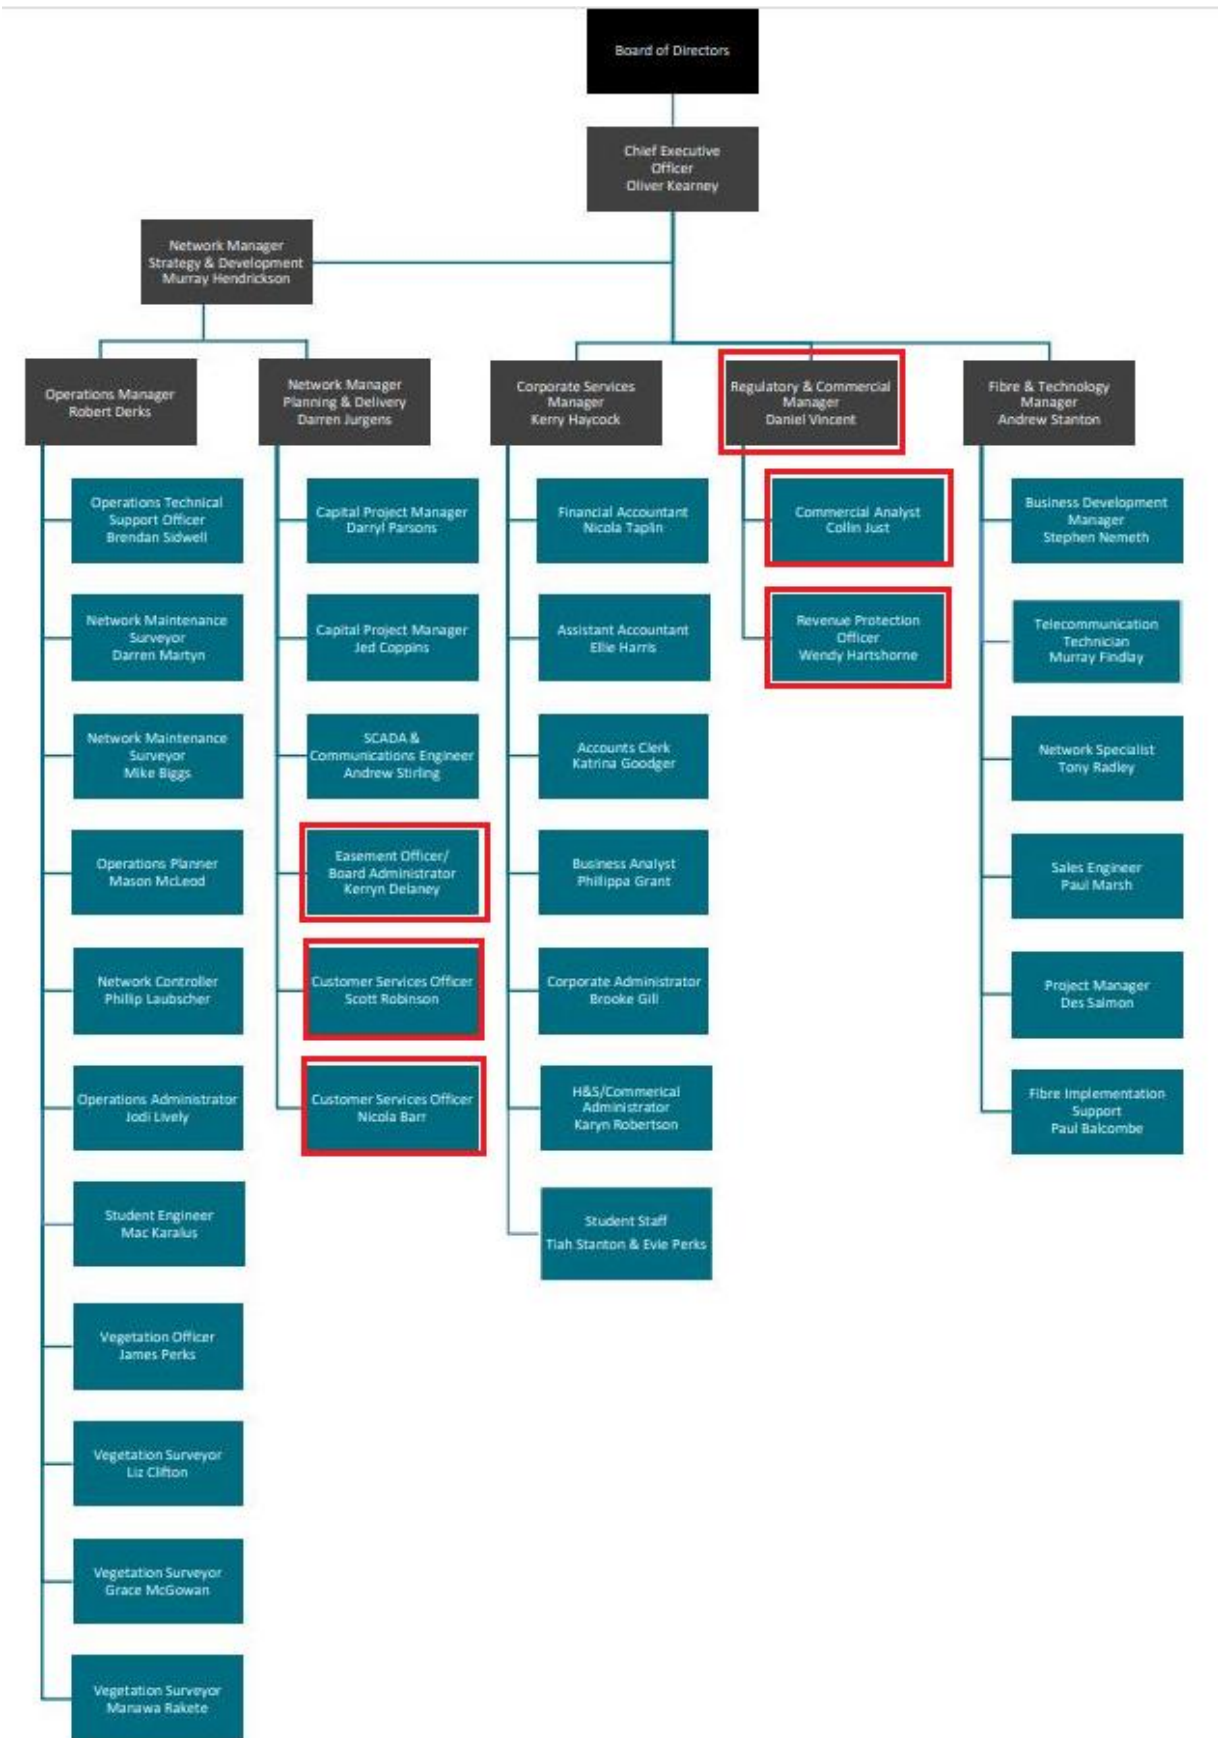 Board of Directors
Chief Executive
Officer
Oliver Kearney
Network Manager
Strategy & Development
Murray Hendrickson
Operations Manager
Robert Derks
Network Manager
Planning & Delivery
Darren Jurgens
Corporate Services
Manager
Kerry Haycock
Regulatory & Commercial
Manager
Daniel Vincent
Fibre & Technology
Manager
Andrew Stanton
Operations Technical
Support Officer
Brendan Sidwell
Network Maintenance
Surveyor
Darren Martyn
Network Maintenance
Surveyor
Mike Biggs
Operations Planner
Mason McLeod
Network Controller
Phillip Laubscher
Operations Administrator
Jodi Lively
Student Engineer
Mac Karalus
Vegetation Officer
James Perks
Vegetation Surveyor
Liz Clifton
Vegetation Surveyor
Grace McGowan
Vegetation Surveyor
Manawa Rakete
Capital Project Manager
Darryl Parsons
Capital Project Manager
Jed Coppins
SCADA &
Communications Engineer
Andrew Stirling
Easement Officer/
Board Administrator
Kerryn Delaney
Customer Services Officer
Scott Robinson
Customer Services Officer
Nicola Barr
Financial Accountant
Nicola Taplin
Assistant Accountant
Ellie Harris
Accounts Clerk
Katrina Goodger
Business Analyst
Phillippa Grant
Corporate Administrator
Brooke Gill
H&S/Commerical
Administrator
Karyn Robertson
Student Staff
Tiah Stanton & Evie Perks
Commercial Analyst
Collin Just
Revenue Protection
Officer
Wendy Hartshorne
Business Development
Manager
Stephen Nemeth
Telecommunication
Technician
Murray Findlay
Network Specialist
Tony Radley
Sales Engineer
Paul Marsh
Project Manager
Des Salmon
Fibre Implementation
Support
Paul Balcombe